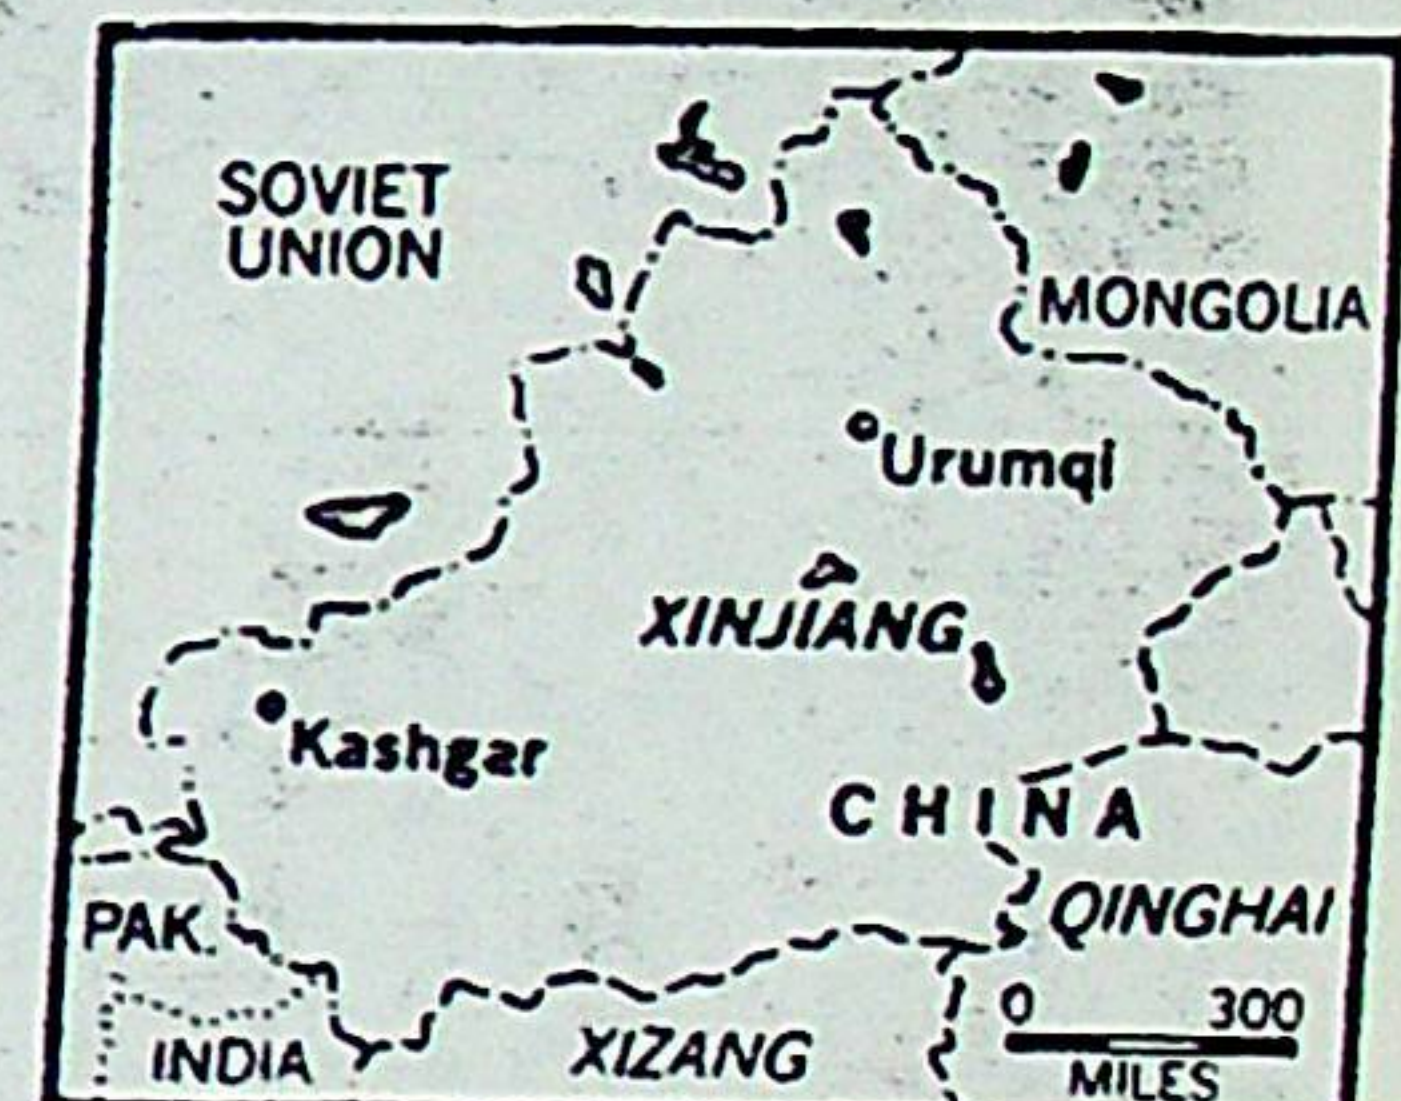 SOVIET
UNION
MONGOLIA
Urumqi
XINJIANG
Kashgar
CHINA
PAK.
QINGHAI
0 300
MILES
INDIA
XIZANG